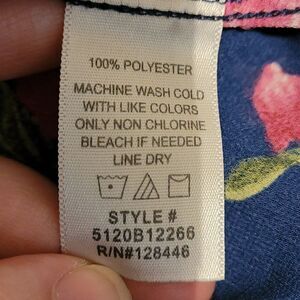 100% POLYESTER
MACHINE WASH COLD
WITH LIKE COLORS
ONLY NON CHLORINE
BLEACH IF NEEDED
LINE DRY
STYLE #
5120B12266
R/N#128446